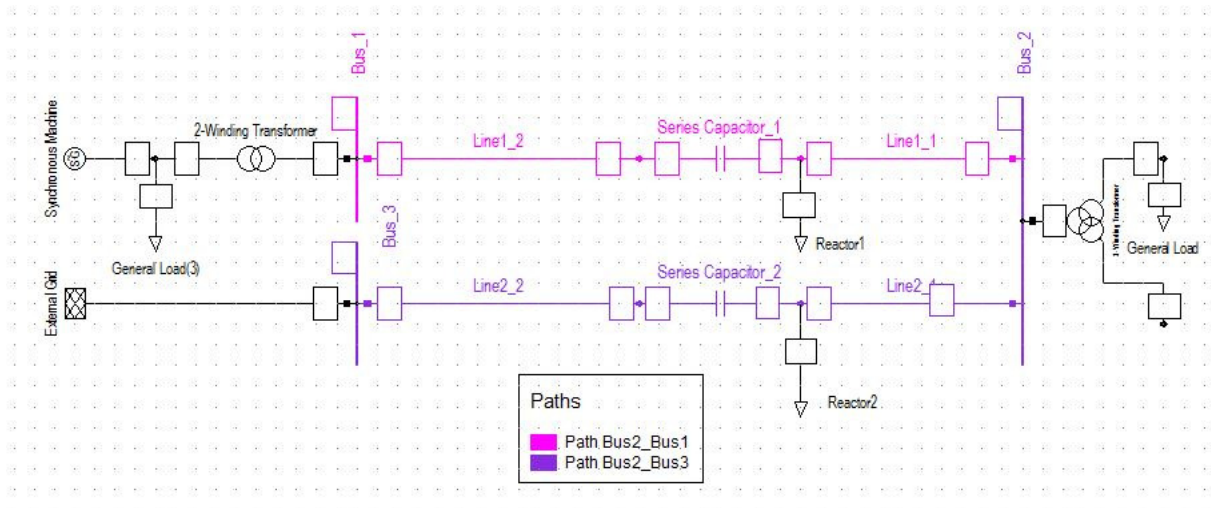 Bus_1
Bus_2
Synchronous Machine
SG
2-Winding Transformer
Line1_2
Series Capacitor_1
Line1_1
General Load(3)
Bus_3
Reactor1
3-Winding Transformer
General Load
External Grid
Line2_2
Series Capacitor_2
Line2_1
Reactor2
Paths
Path Bus2_Bus1
Path Bus2_Bus3